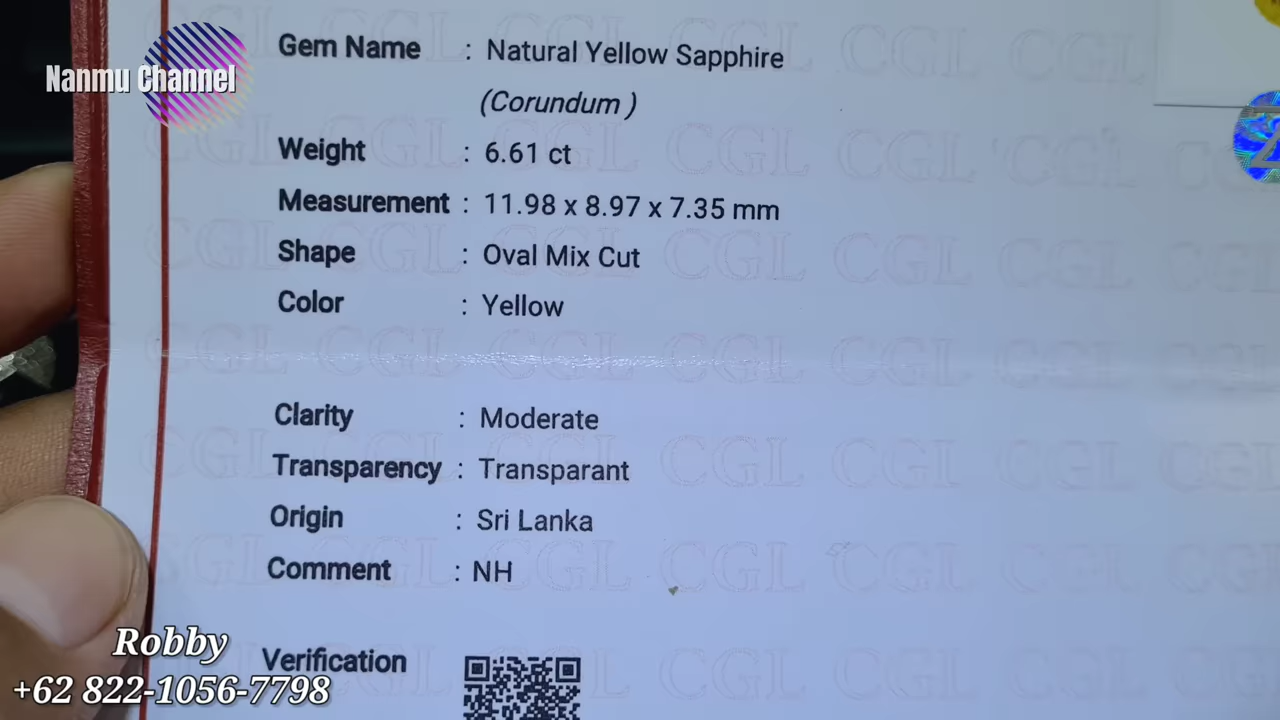 Nanmu Channel
Gem Name : Natural Yellow Sapphire
(Corundum )
Weight : 6.61 ct
Measurement : 11.98 x 8.97 x 7.35 mm
Shape : Oval Mix Cut
Color : Yellow
Clarity : Moderate
Transparency : Transparant
Origin : Sri Lanka
Comment : NH
Verification
Robby
+62 822-1056-7798
CGL